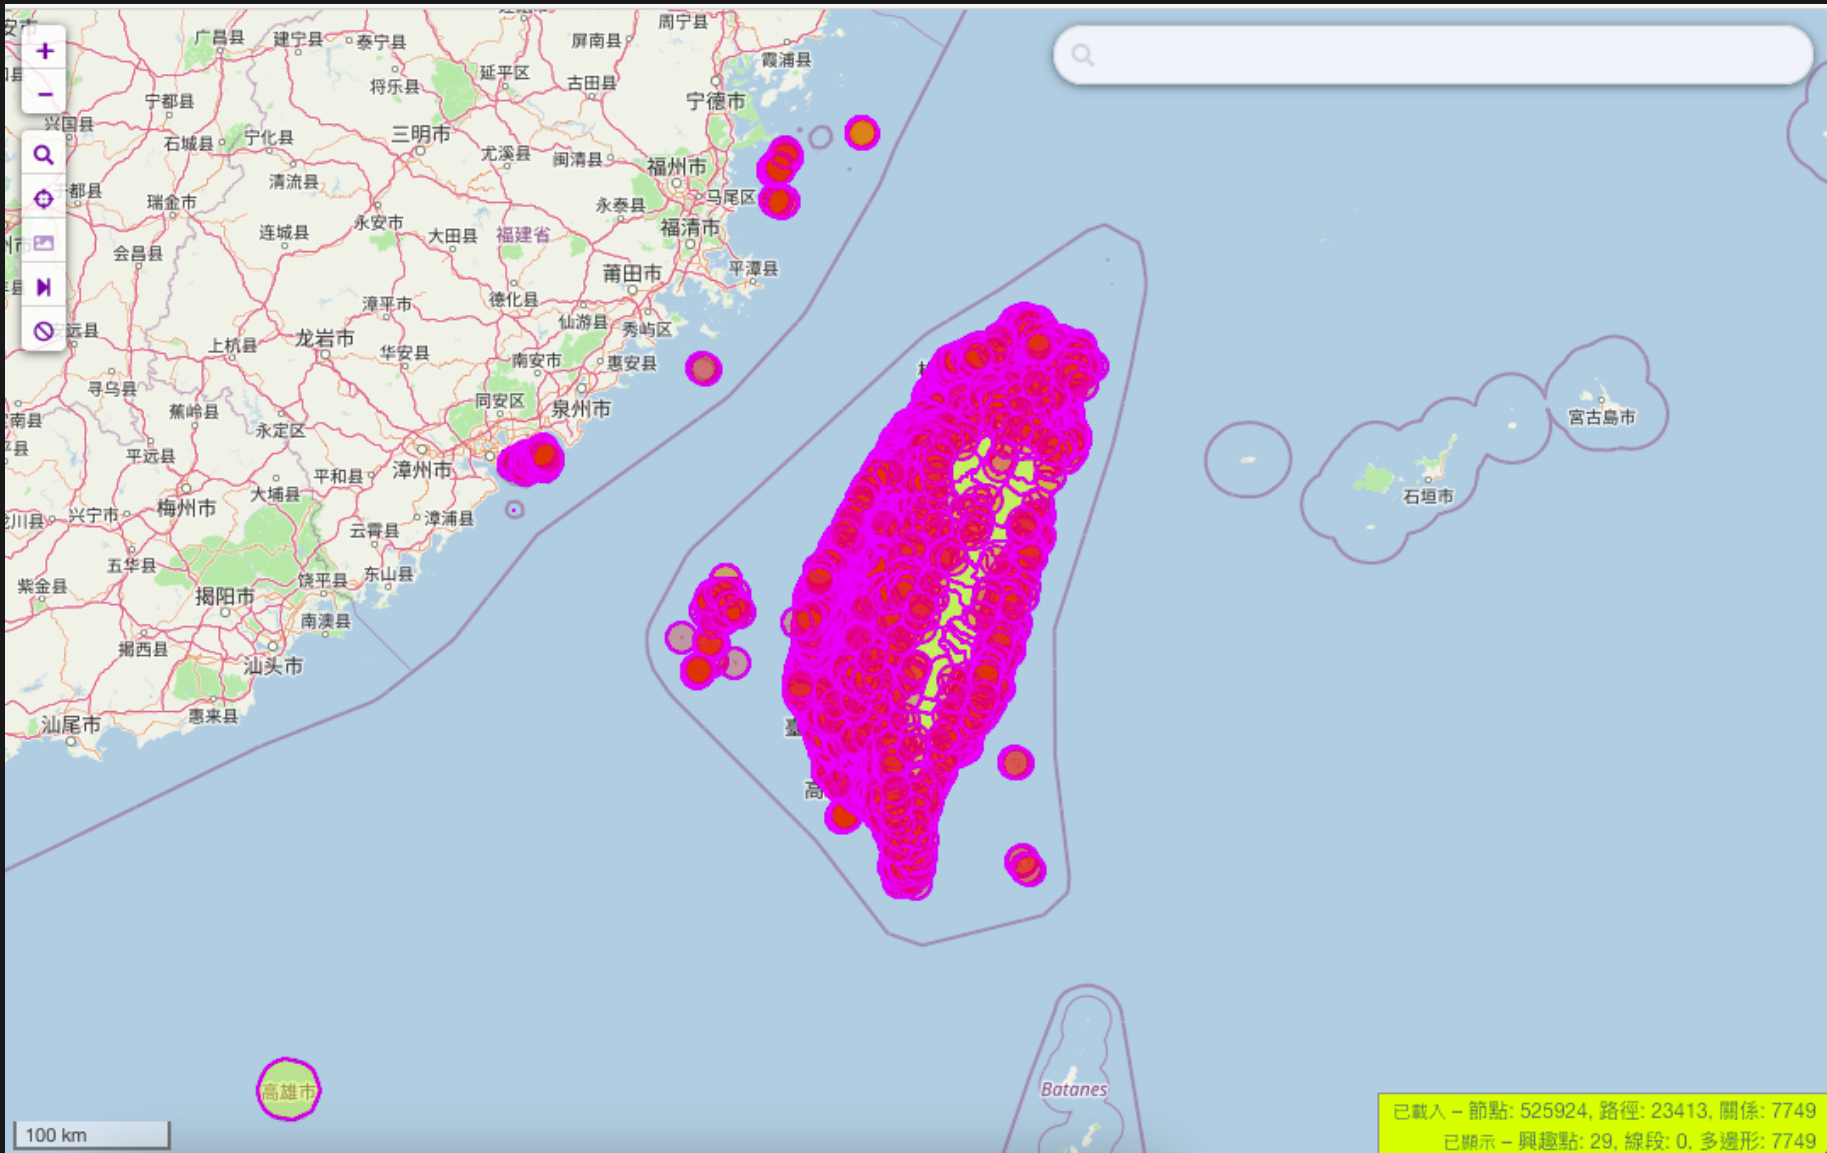 广昌县
建宁县
泰宁县
周宁县
屏南县
霞浦县
将乐县
延平区
古田县
宁德市
宁都县
兴国县
石城县
宁化县
三明市
尤溪县
闽清县
福州市
于都县
瑞金市
清流县
永泰县
马尾区
连城县
永安市
大田县
福建省
福清市
会昌县
莆田市
平潭县
漳平市
德化县
仙游县
秀屿区
安远县
上杭县
龙岩市
华安县
南安市
惠安县
寻乌县
蕉岭县
永定区
同安区
泉州市
宮古島市
平远县
平和县
漳州市
大埔县
石垣市
兴宁市
梅州市
漳浦县
云霄县
五华县
紫金县
揭阳市
饶平县
东山县
南澳县
揭西县
汕头市
汕尾市
惠来县
臺
高
Batanes
高雄市
100 km
已載入 – 節點: 525924, 路徑: 23413, 關係: 7749
已顯示 – 興趣點: 29, 線段: 0, 多邊形: 7749